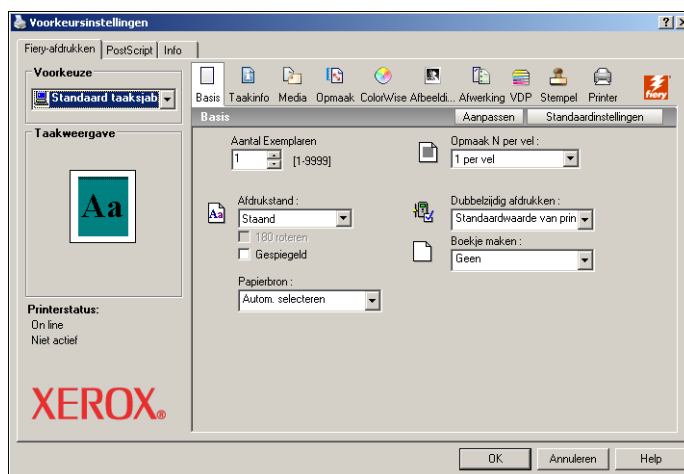 Voorkeursinstellingen
Fiery-afdrukken PostScript Info
Voorkeuze
Standaard taaksjab
Taakweergave
Aa
Printerstatus:
On line
Niet actief
XEROX®
Basis Taakinfo Media Opmaak ColorWise Afbeeldi... Afwerking VDP Stempel Printer
fiery
Basis Aanpassen Standaardinstellingen
Aantal Exemplaren
1 [1-9999]
Afdrukstand :
Aa
Staand
180 roteren
Gespiegeld
Papierbron :
Autom. selecteren
Opmaak N per vel :
1 per vel
Dubbelzijdig afdrukken :
Standaardwaarde van prin
Boekje maken :
Geen
OK Annuleren Help